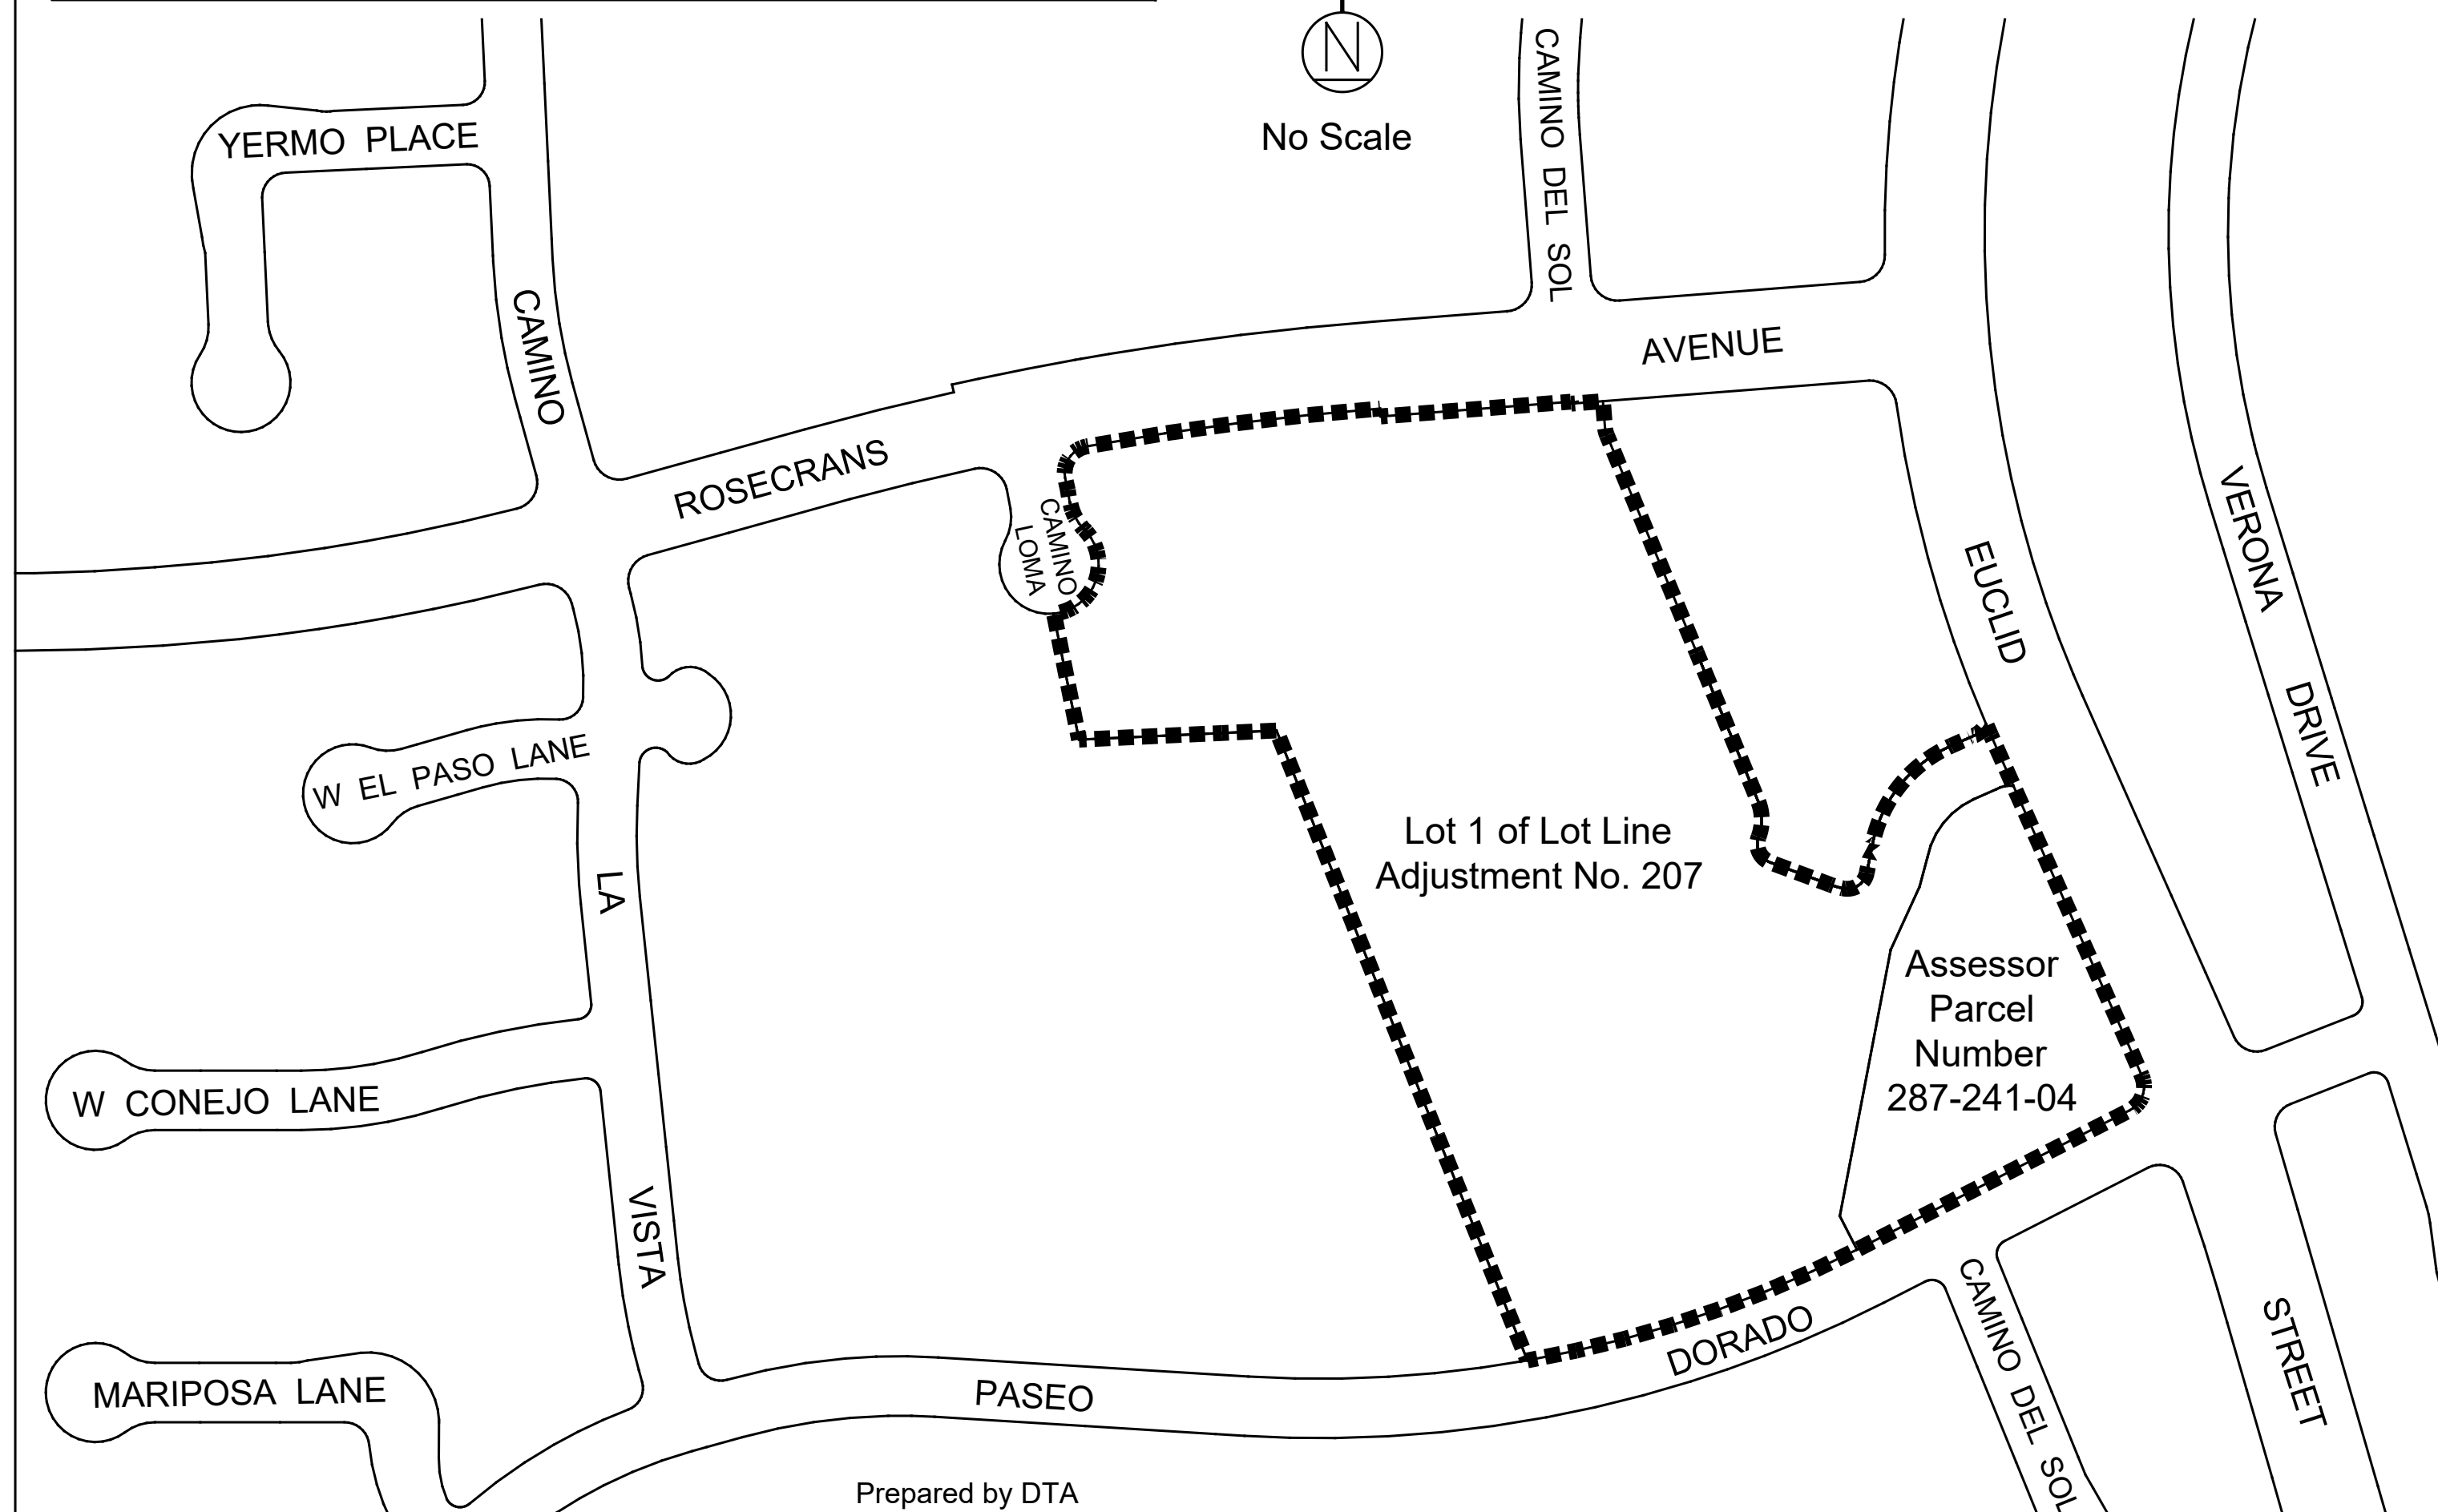 N
No Scale
CAMINO DEL SOL
YERMO PLACE
CAMINO
AVENUE
ROSECRANS
CAMINO
LOMA
EUCLID
VERONA DRIVE
W EL PASO LANE
LA
Lot 1 of Lot Line
Adjustment No. 207
Assessor
Parcel
Number
287-241-04
W CONEJO LANE
VISTA
MARIPOSA LANE
PASEO
DORADO
CAMINO DEL SOL
STREET
Prepared by DTA